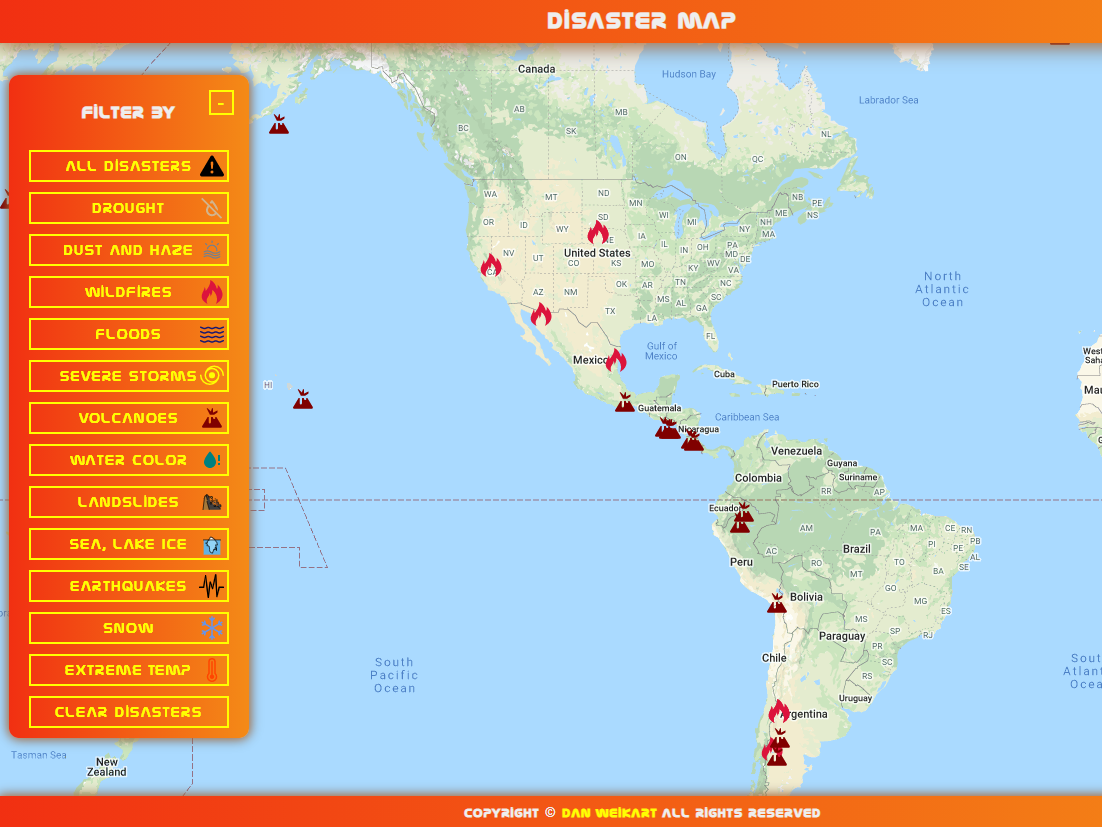 DISASTER MAP
FILTER BY
-
ALL DISASTERS
DROUGHT
DUST AND HAZE
WILDFIRES
FLOODS
SEVERE STORMS
VOLCANOES
WATER COLOR
LANDSLIDES
SEA, LAKE ICE
EARTHQUAKES
SNOW
EXTREME TEMP
CLEAR DISASTERS
Canada
Hudson Bay
Labrador Sea
AB
MB
BC
SK
NL
ON
QC
WA
MT
ND
NB
PE
MN
ME
NS
OR
ID
SD
WI
MI
NH
WY
IA
NY
MA
United States
NV
UT
CO
KS
MO
IL
IN
OH
PA
MD
DE
KY
WV
VA
CA
AZ
NM
OK
AR
TN
NC
SC
MS
AL
GA
TX
LA
FL
North
Atlantic
Ocean
Gulf of
Mexico
Mexico
Cuba
Puerto Rico
HI
Guatemala
Caribbean Sea
Nicaragua
Venezuela
Guyana
Colombia
Suriname
RR
AP
Ecuador
AM
PA
MA
CE
RN
PB
PI
PE
AL
SE
Peru
AC
Brazil
RO
TO
BA
MT
GO
Bolivia
MG
ES
MS
SP
RJ
Paraguay
PR
SC
Chile
RS
Uruguay
Argentina
South
Pacific
Ocean
Tasman Sea
New
Zealand
COPYRIGHT © DAN WEIKART ALL RIGHTS RESERVED